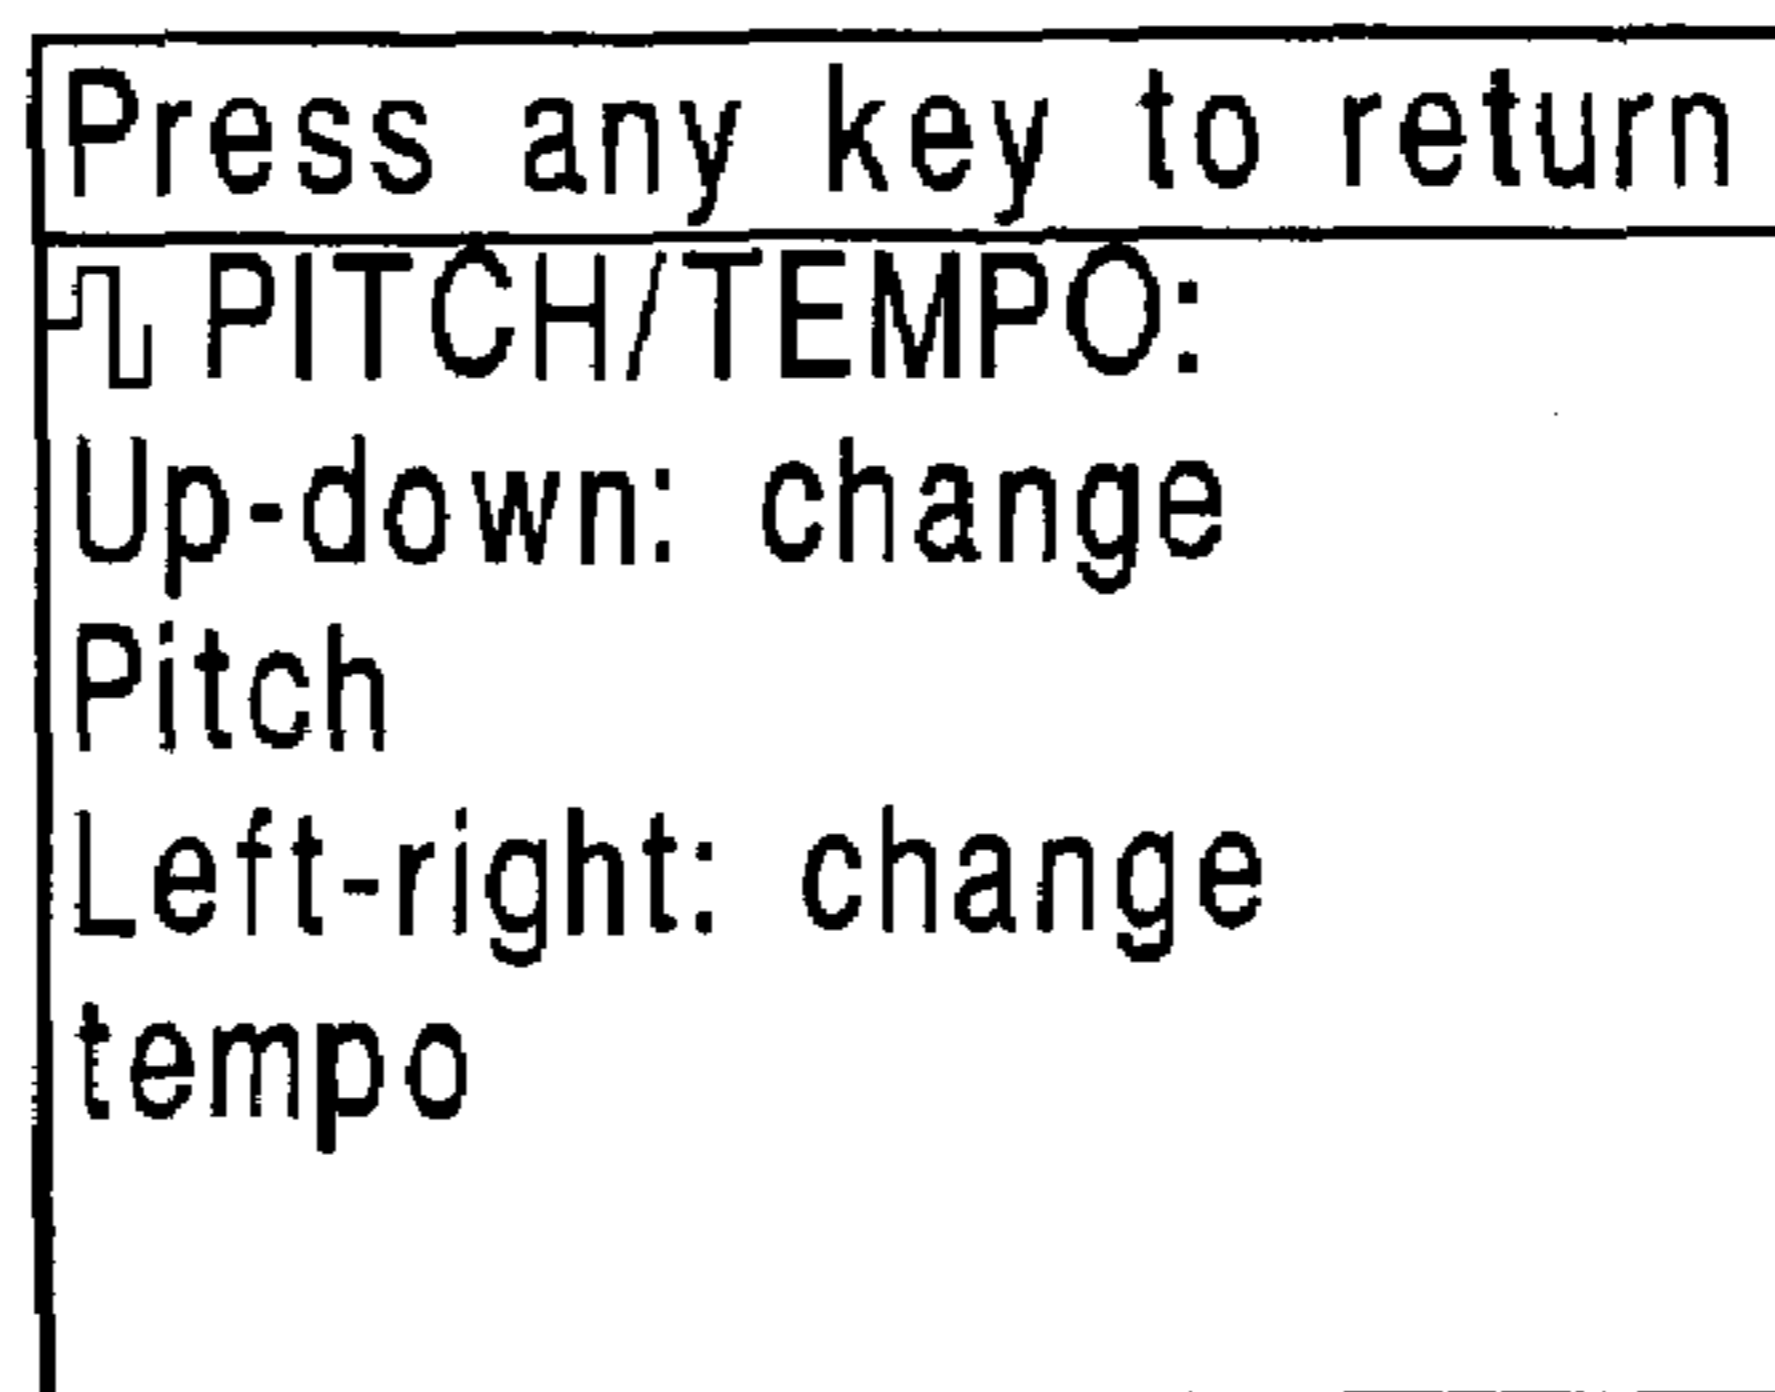 Press any key to return
PITCH/TEMPO:
Up-down: change
Pitch
Left-right: change
tempo